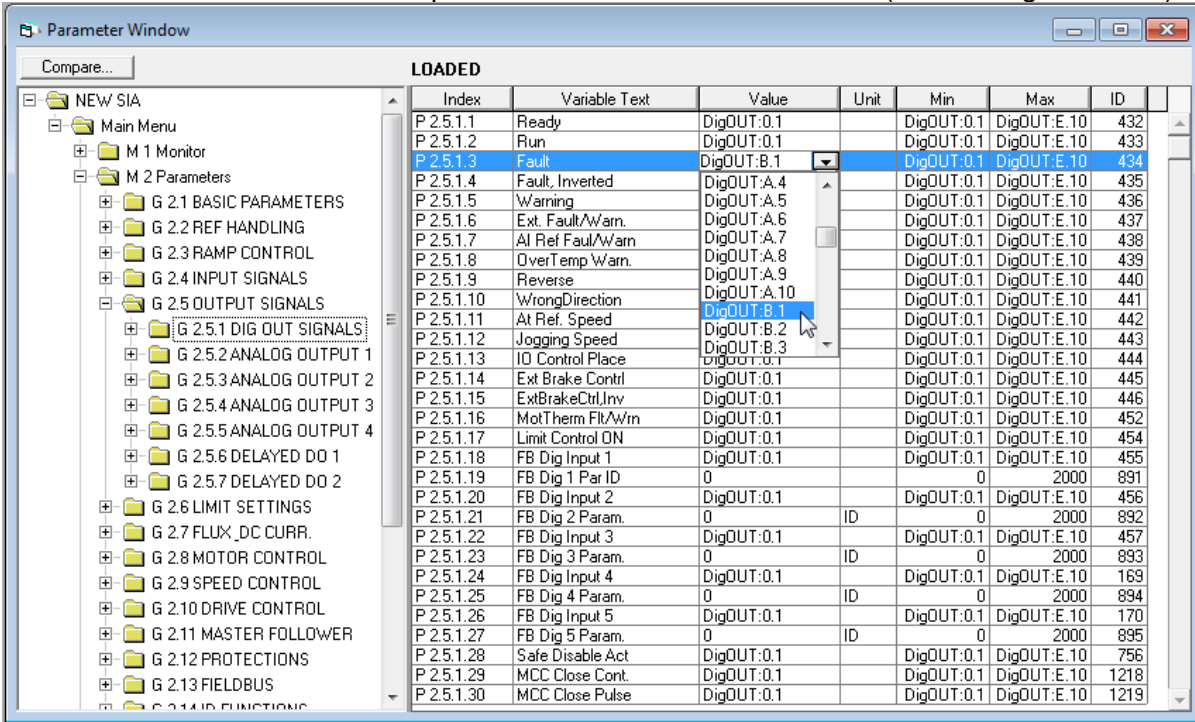 Parameter Window
Compare...
LOADED
NEW SIA
Main Menu
M 1 Monitor
M 2 Parameters
G 2.1 BASIC PARAMETERS
G 2.2 REF HANDLING
G 2.3 RAMP CONTROL
G 2.4 INPUT SIGNALS
G 2.5 OUTPUT SIGNALS
G 2.5.1 DIG OUT SIGNALS
G 2.5.2 ANALOG OUTPUT 1
G 2.5.3 ANALOG OUTPUT 2
G 2.5.4 ANALOG OUTPUT 3
G 2.5.5 ANALOG OUTPUT 4
G 2.5.6 DELAYED DO 1
G 2.5.7 DELAYED DO 2
G 2.6 LIMIT SETTINGS
G 2.7 FLUX_DC CURR.
G 2.8 MOTOR CONTROL
G 2.9 SPEED CONTROL
G 2.10 DRIVE CONTROL
G 2.11 MASTER FOLLOWER
G 2.12 PROTECTIONS
G 2.13 FIELDBUS
Index Variable Text Value Unit Min Max ID
P 2.5.1.1 Ready DigOUT:0.1 DigOUT:0.1 DigOUT:E.10 432
P 2.5.1.2 Run DigOUT:0.1 DigOUT:0.1 DigOUT:E.10 433
P 2.5.1.3 Fault DigOUT:B.1 DigOUT:0.1 DigOUT:E.10 434
P 2.5.1.4 Fault, Inverted DigOUT:0.1 DigOUT:E.10 435
P 2.5.1.5 Warning DigOUT:0.1 DigOUT:E.10 436
P 2.5.1.6 Ext. Fault/Warn. DigOUT:0.1 DigOUT:E.10 437
P 2.5.1.7 AI Ref Faul/Warn DigOUT:0.1 DigOUT:E.10 438
P 2.5.1.8 OverTemp Warn. DigOUT:0.1 DigOUT:E.10 439
P 2.5.1.9 Reverse DigOUT:0.1 DigOUT:E.10 440
P 2.5.1.10 WrongDirection DigOUT:0.1 DigOUT:E.10 441
P 2.5.1.11 At Ref. Speed DigOUT:0.1 DigOUT:E.10 442
P 2.5.1.12 Jogging Speed DigOUT:0.1 DigOUT:E.10 443
DigOUT:A.4
DigOUT:A.5
DigOUT:A.6
DigOUT:A.7
DigOUT:A.8
DigOUT:A.9
DigOUT:A.10
DigOUT:B.1
DigOUT:B.2
DigOUT:B.3
P 2.5.1.13 IO Control Place DigOUT:0.1 DigOUT:0.1 DigOUT:E.10 444
P 2.5.1.14 Ext Brake Contrl DigOUT:0.1 DigOUT:0.1 DigOUT:E.10 445
P 2.5.1.15 ExtBrakeCtrl,Inv DigOUT:0.1 DigOUT:0.1 DigOUT:E.10 446
P 2.5.1.16 MotTherm Flt/Wrn DigOUT:0.1 DigOUT:0.1 DigOUT:E.10 452
P 2.5.1.17 Limit Control ON DigOUT:0.1 DigOUT:0.1 DigOUT:E.10 454
P 2.5.1.18 FB Dig Input 1 DigOUT:0.1 DigOUT:0.1 DigOUT:E.10 455
P 2.5.1.19 FB Dig 1 Par ID 0 0 2000 891
P 2.5.1.20 FB Dig Input 2 DigOUT:0.1 DigOUT:0.1 DigOUT:E.10 456
P 2.5.1.21 FB Dig 2 Param. 0 ID 0 2000 892
P 2.5.1.22 FB Dig Input 3 DigOUT:0.1 DigOUT:0.1 DigOUT:E.10 457
P 2.5.1.23 FB Dig 3 Param. 0 ID 0 2000 893
P 2.5.1.24 FB Dig Input 4 DigOUT:0.1 DigOUT:0.1 DigOUT:E.10 169
P 2.5.1.25 FB Dig 4 Param. 0 ID 0 2000 894
P 2.5.1.26 FB Dig Input 5 DigOUT:0.1 DigOUT:0.1 DigOUT:E.10 170
P 2.5.1.27 FB Dig 5 Param. 0 ID 0 2000 895
P 2.5.1.28 Safe Disable Act DigOUT:0.1 DigOUT:0.1 DigOUT:E.10 756
P 2.5.1.29 MCC Close Cont. DigOUT:0.1 DigOUT:0.1 DigOUT:E.10 1218
P 2.5.1.30 MCC Close Pulse DigOUT:0.1 DigOUT:0.1 DigOUT:E.10 1219